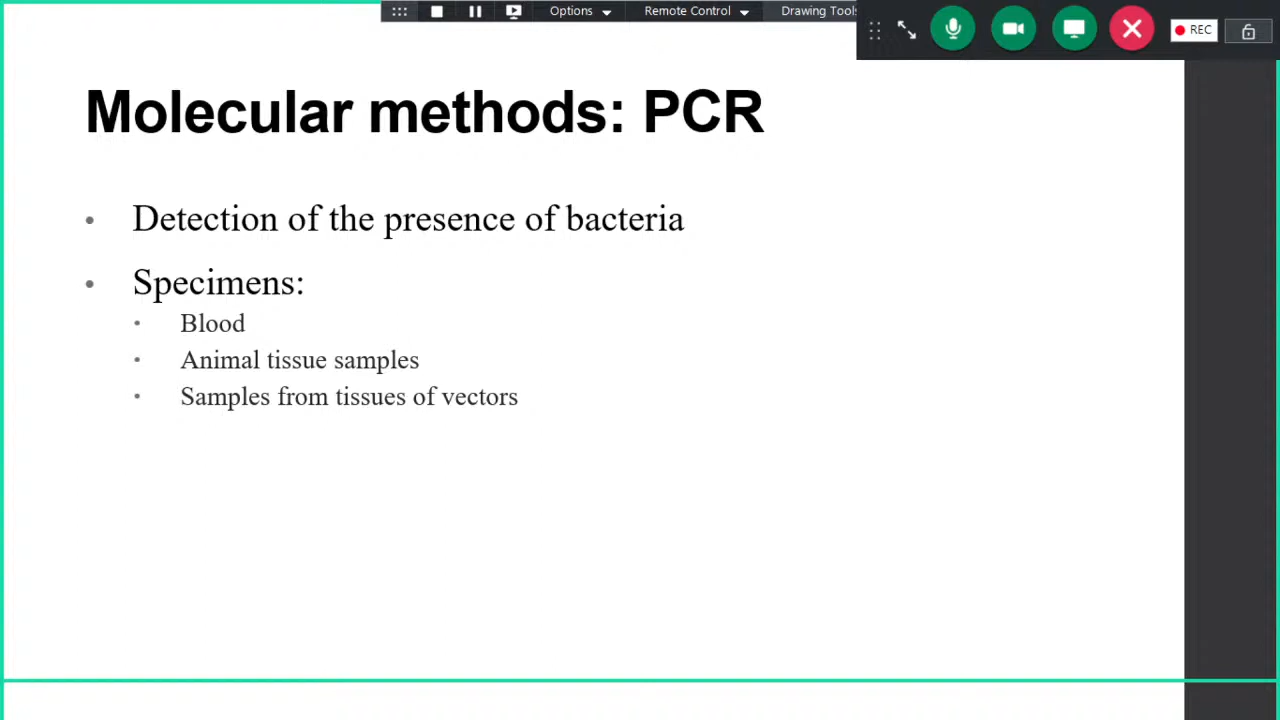 Options
Remote Control
Drawing Tools
REC
Molecular methods: PCR
• Detection of the presence of bacteria
• Specimens:
• Blood
• Animal tissue samples
• Samples from tissues of vectors